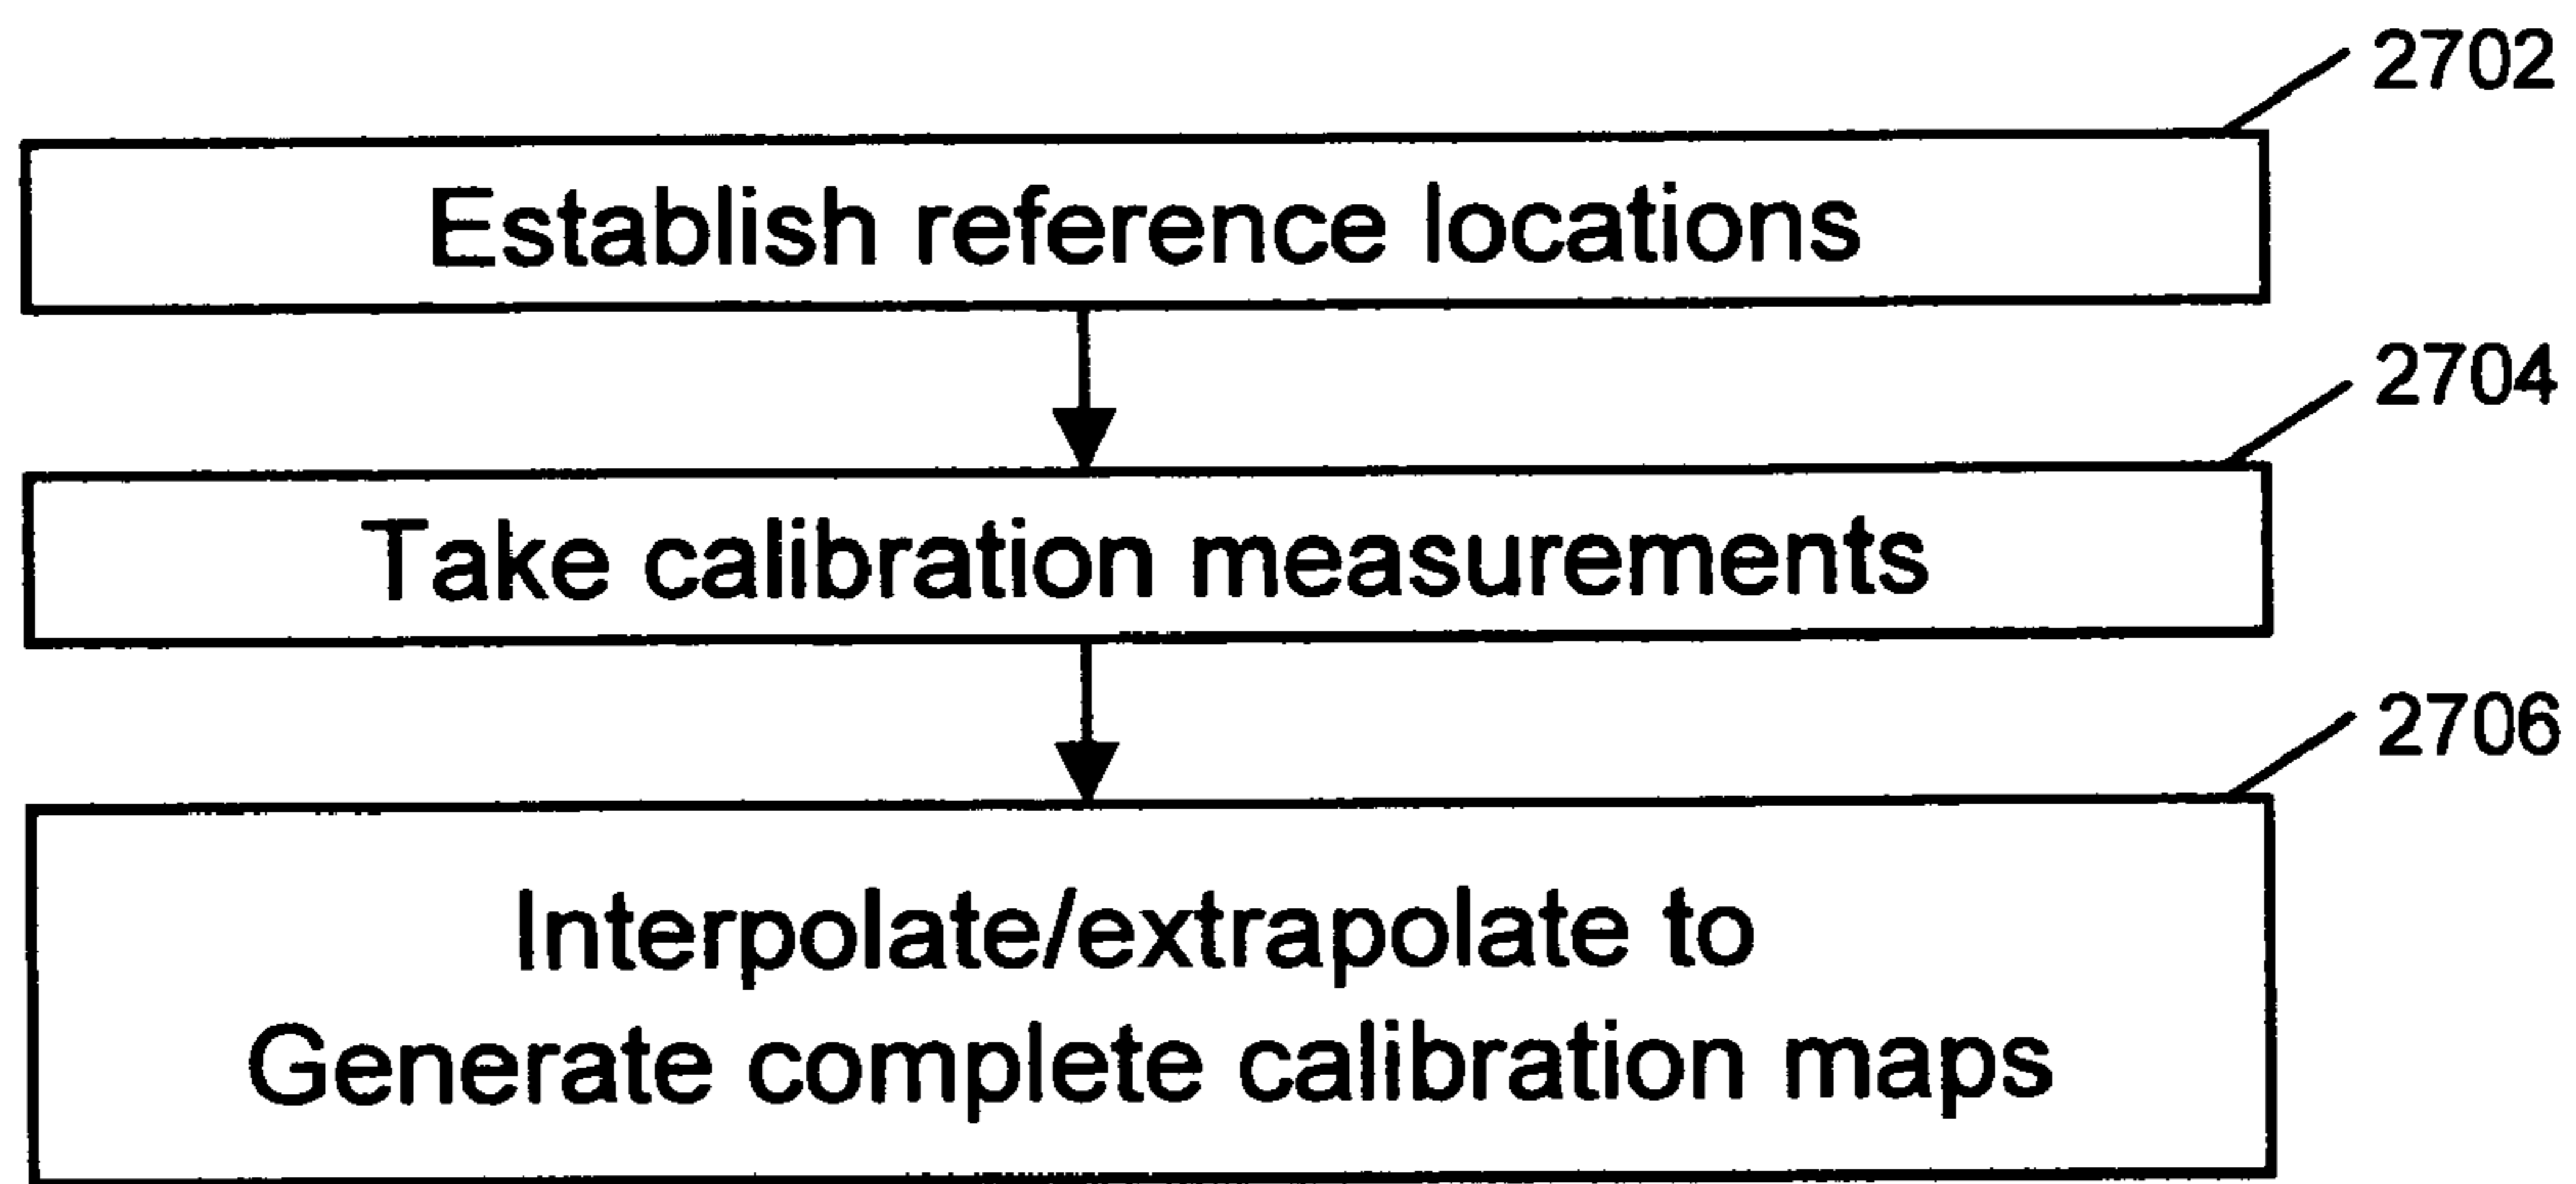 2702
Establish reference locations
2704
Take calibration measurements
2706
Interpolate/extrapolate to
Generate complete calibration maps